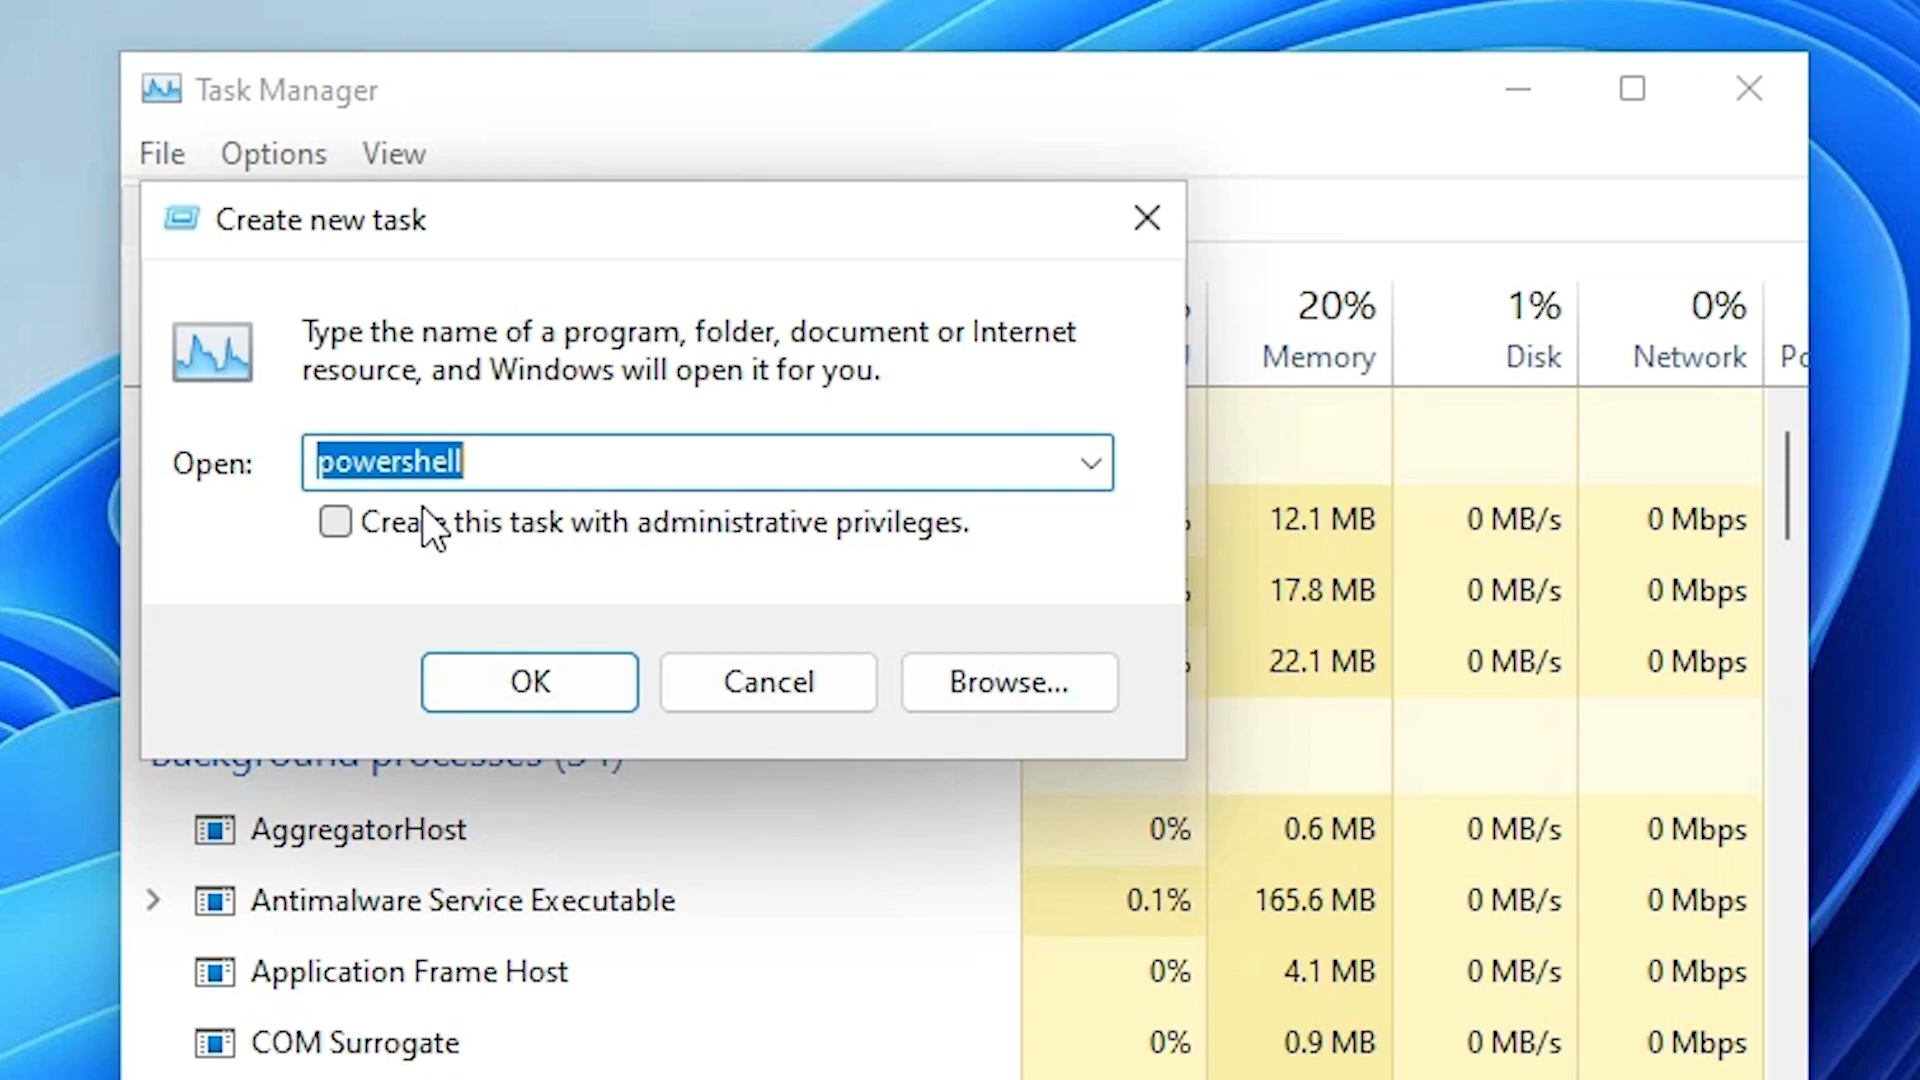 Task Manager
File Options View
Create new task
Type the name of a program, folder, document or Internet
resource, and Windows will open it for you.
Open: powershell
Create this task with administrative privileges.
OK Cancel Browse...
20% 1% 0%
Memory Disk Network
12.1 MB 0 MB/s 0 Mbps
17.8 MB 0 MB/s 0 Mbps
22.1 MB 0 MB/s 0 Mbps
Background processes
AggregatorHost 0% 0.6 MB 0 MB/s 0 Mbps
Antimalware Service Executable 0.1% 165.6 MB 0 MB/s 0 Mbps
Application Frame Host 0% 4.1 MB 0 MB/s 0 Mbps
COM Surrogate 0% 0.9 MB 0 MB/s 0 Mbps